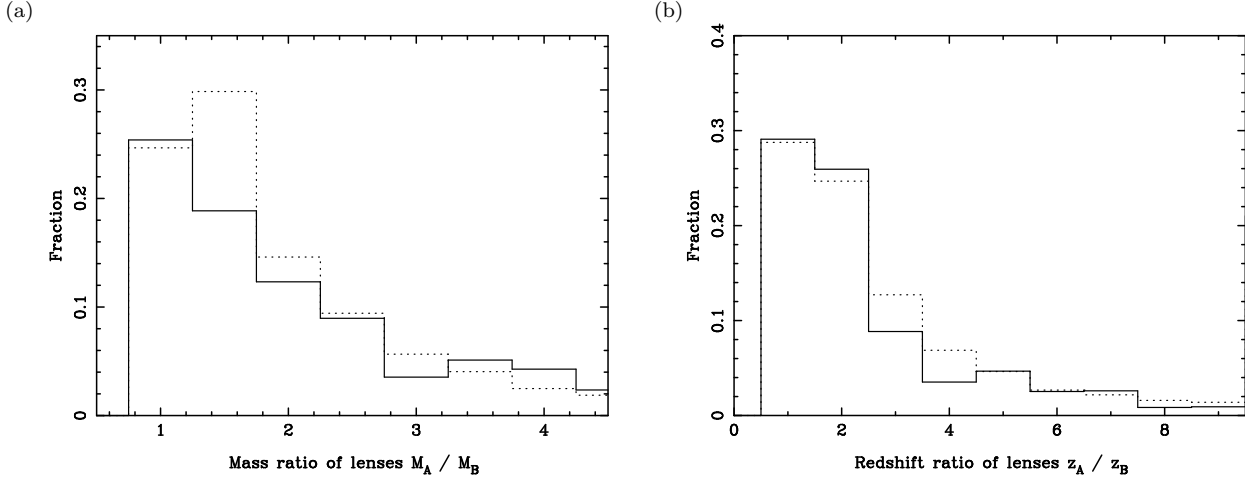 (a)
0.3
0.2
0.1
0
Fraction
1 2 3 4
Mass ratio of lenses M_A / M_B
(b)
0.4
0.3
0.2
0.1
0
Fraction
0 2 4 6 8
Redshift ratio of lenses z_A / z_B